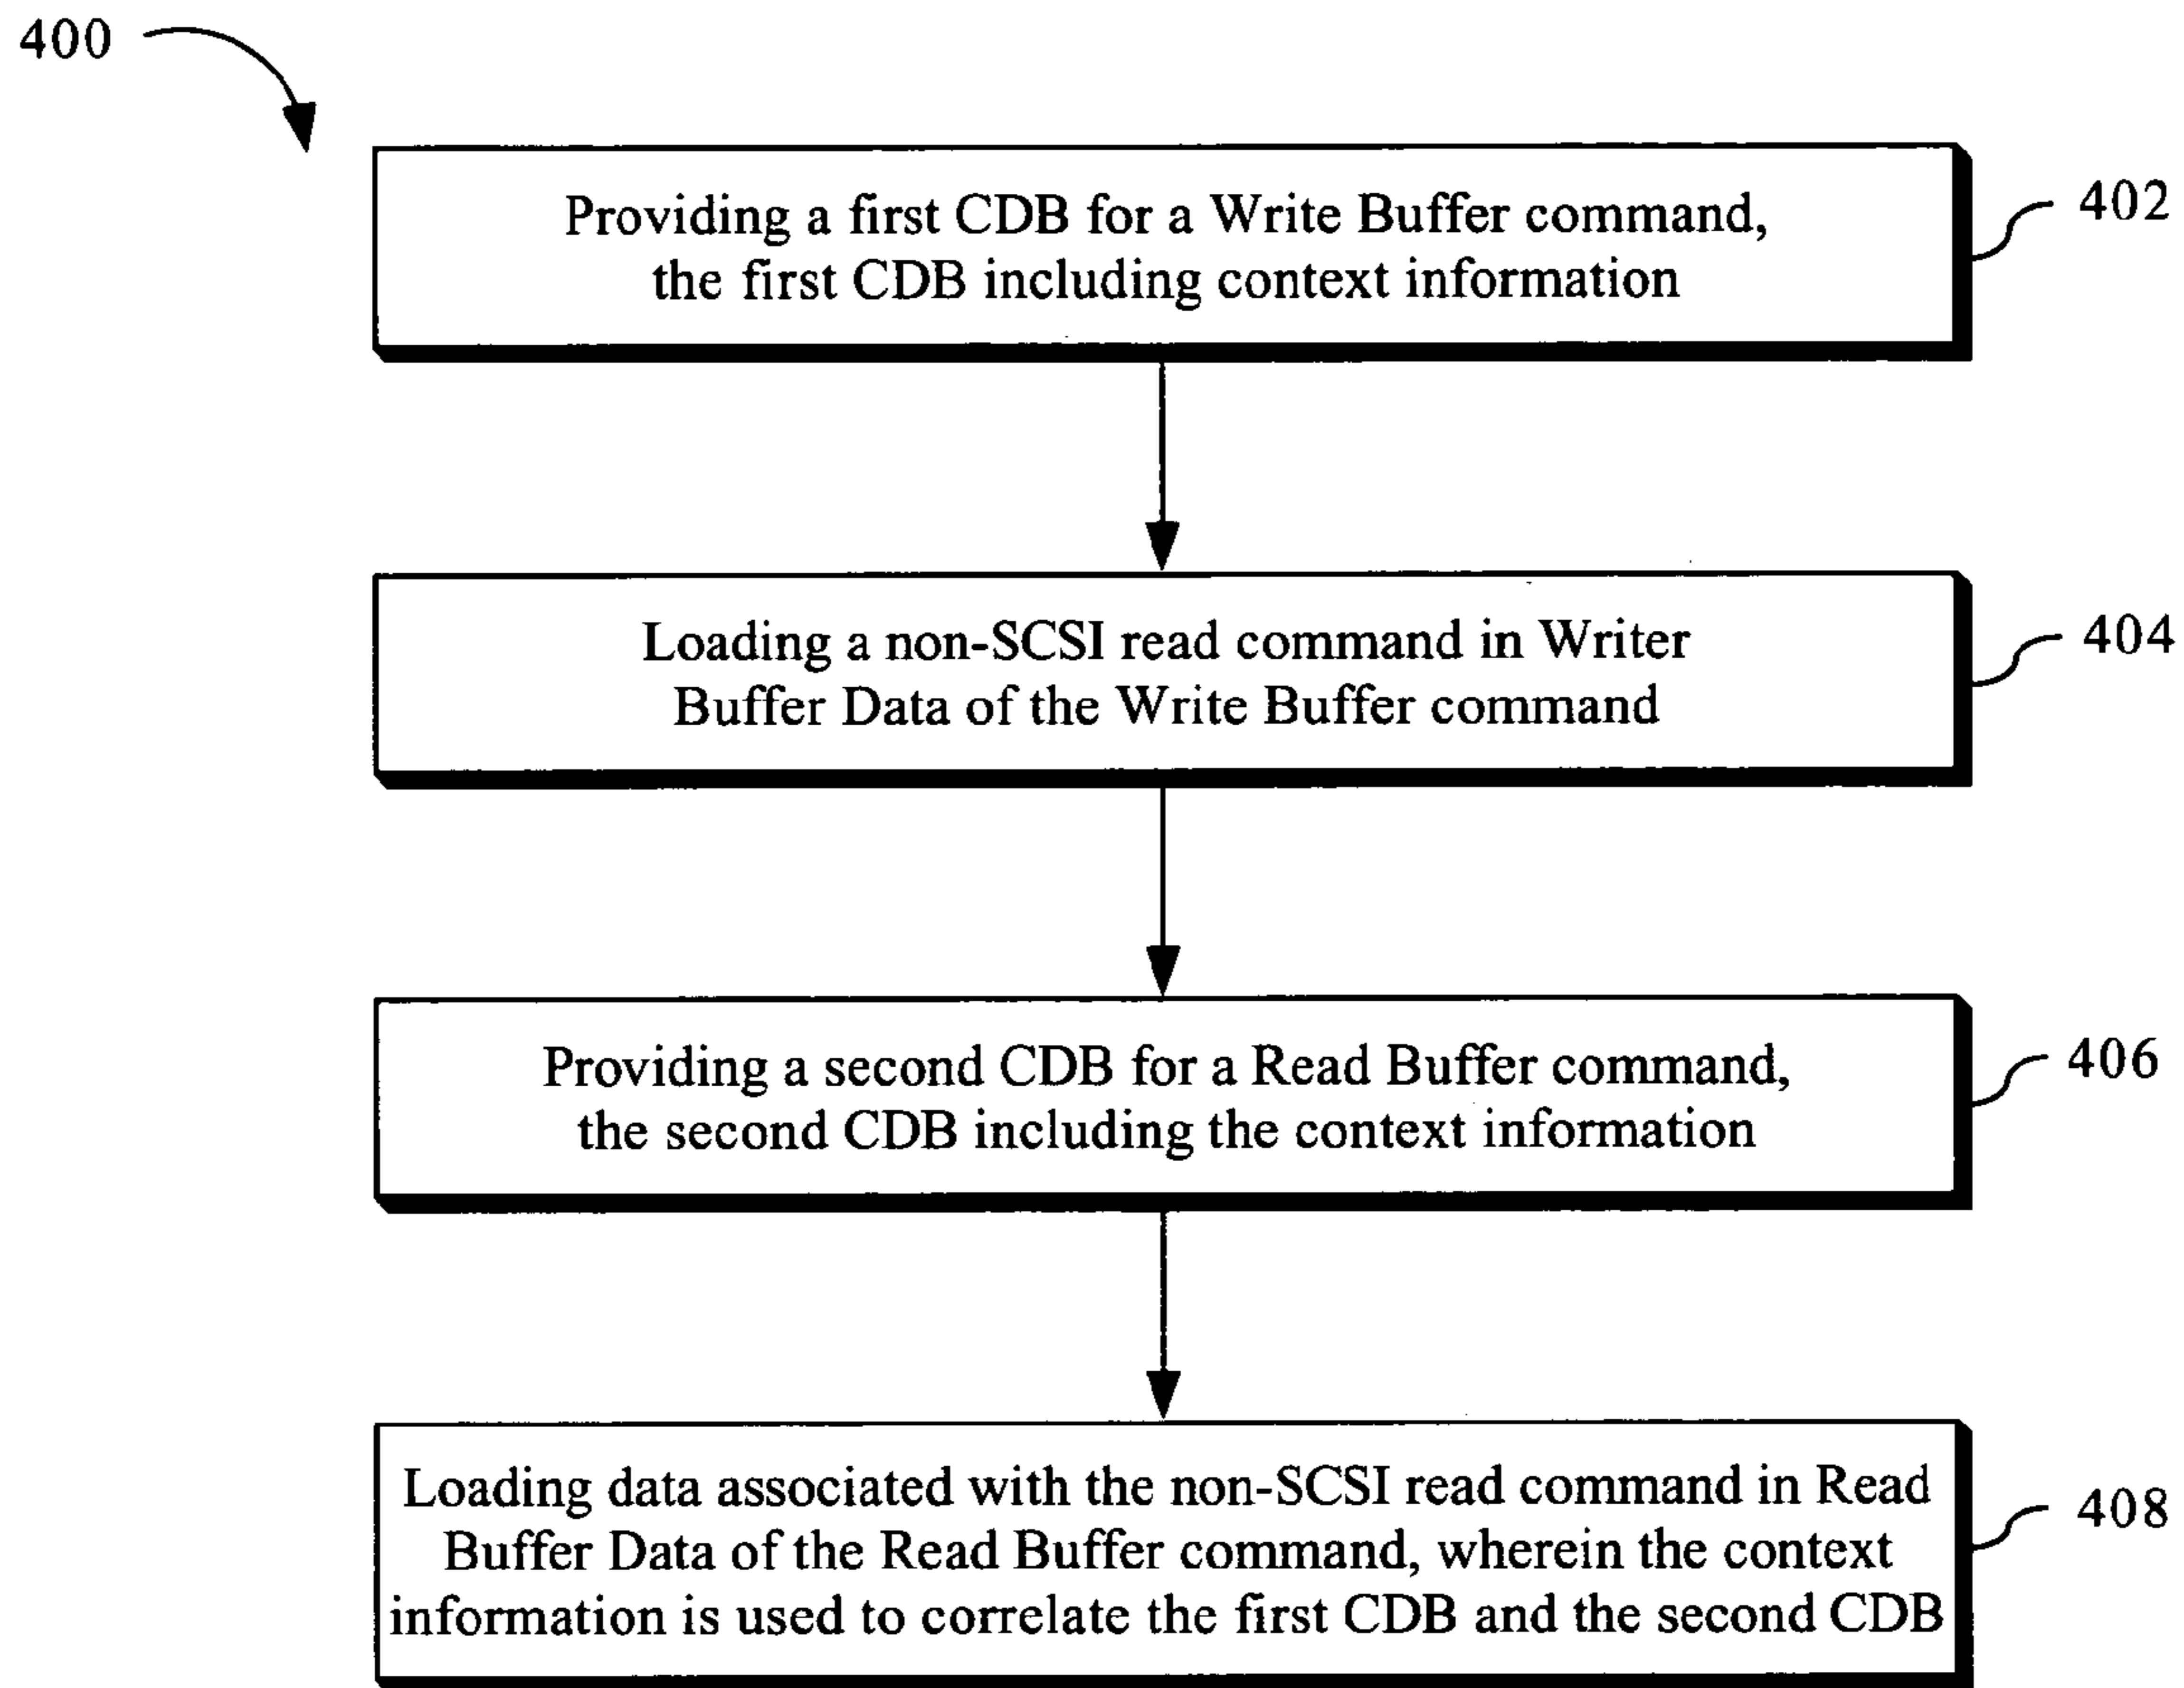 400
Providing a first CDB for a Write Buffer command,
the first CDB including context information
402
Loading a non-SCSI read command in Writer
Buffer Data of the Write Buffer command
404
Providing a second CDB for a Read Buffer command,
the second CDB including the context information
406
Loading data associated with the non-SCSI read command in Read
Buffer Data of the Read Buffer command, wherein the context
information is used to correlate the first CDB and the second CDB
408